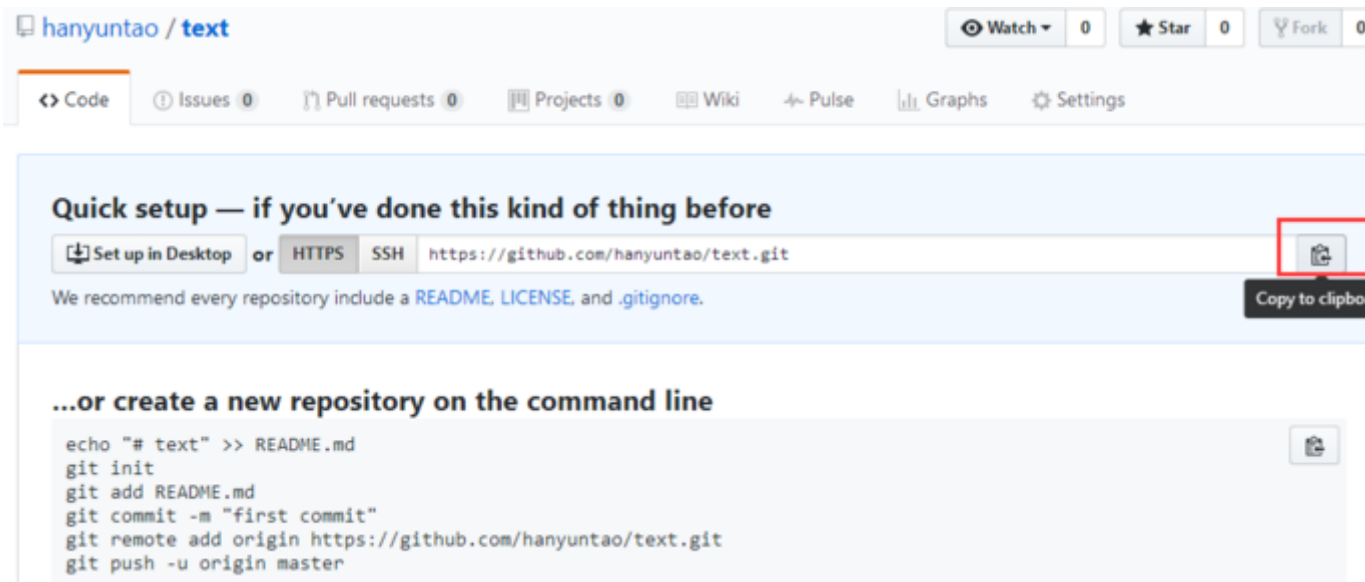 hanyuntao / text
Watch 0 Star 0 Fork 0
Code Issues 0 Pull requests 0 Projects 0 Wiki Pulse Graphs Settings
Quick setup — if you've done this kind of thing before
Set up in Desktop or HTTPS SSH https://github.com/hanyuntao/text.git
We recommend every repository include a README, LICENSE, and .gitignore.
Copy to clipbo
...or create a new repository on the command line
echo "# text" >> README.md
git init
git add README.md
git commit -m "first commit"
git remote add origin https://github.com/hanyuntao/text.git
git push -u origin master